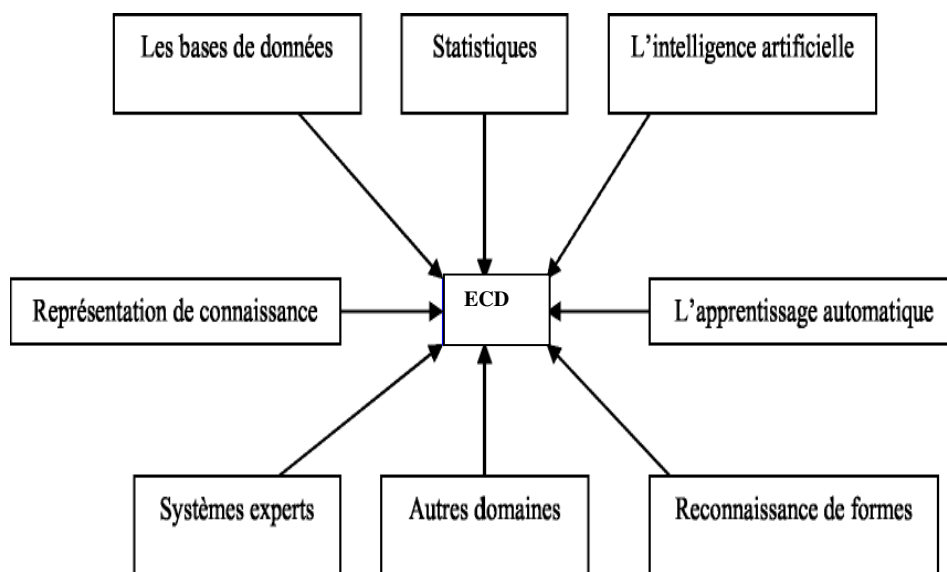 Les bases de données
Statistiques
L’intelligence artificielle
Représentation de connaissance
ECD
L’apprentissage automatique
Systèmes experts
Autres domaines
Reconnaissance de formes